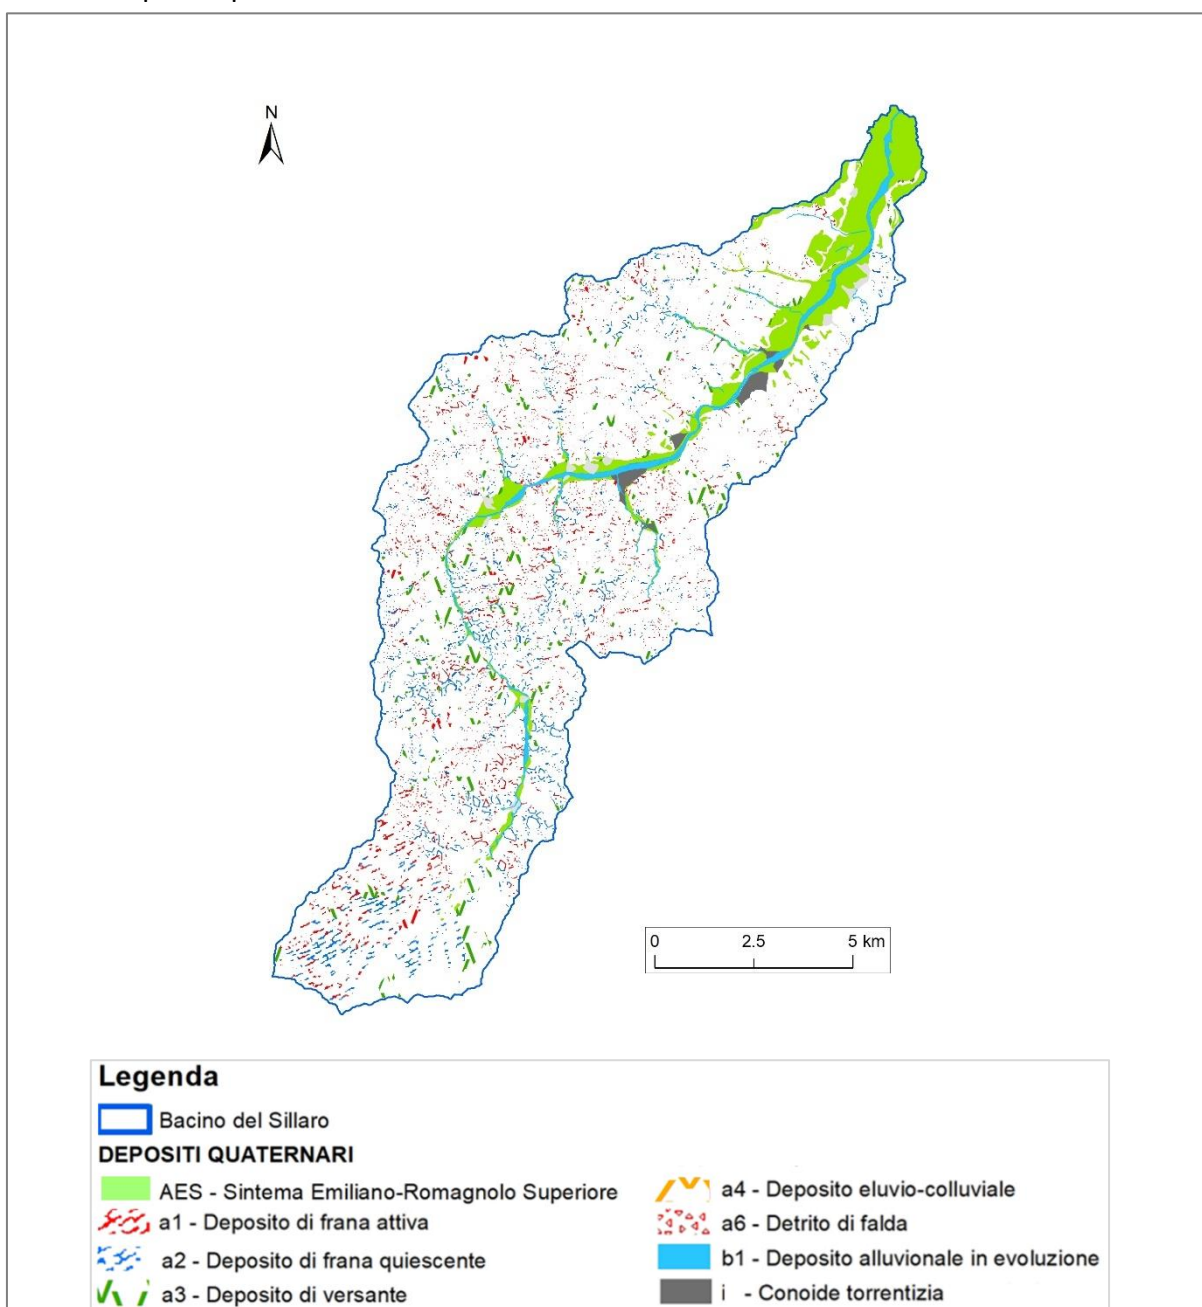 N
0 2.5 5 km
Legenda
Bacino del Sillaro
DEPOSITI QUATERNARI
AES - Sintema Emiliano-Romagnolo Superiore
a1 - Deposito di frana attiva
a2 - Deposito di frana quiescente
a3 - Deposito di versante
a4 - Deposito eluvio-colluviale
a6 - Detrito di falda
b1 - Deposito alluvionale in evoluzione
i - Conoide torrentizia